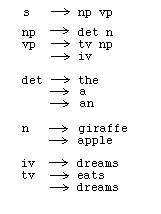 s → np vp
np → det n
vp → tv np
→ iv
det → the
→ a
→ an
n → giraffe
→ apple
iv → dreams
tv → eats
→ dreams